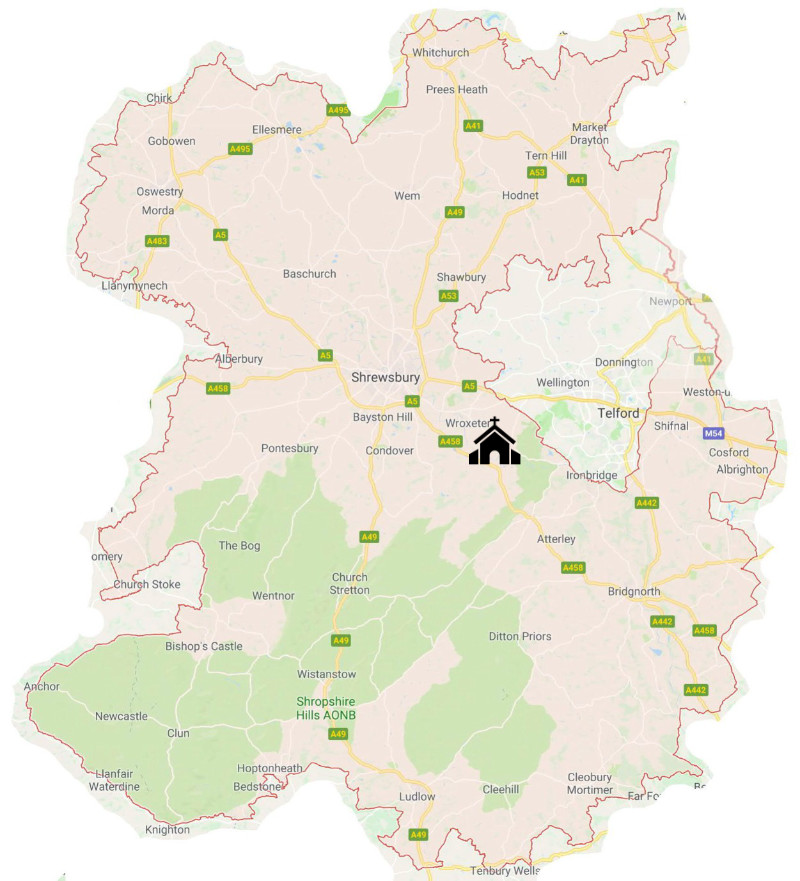 M
Whitchurch
Prees Heath
Chirk
A495
Ellesmere
A41
Market
Drayton
Gobowen
A495
Tern Hill
A53
A41
Oswestry
Wem
Hodnet
Morda
A49
A483
A5
Baschurch
Shawbury
Llanymynech
A53
Newport
Alberbury
A5
A41
Donnington
Shrewsbury
Wellington
A458
A5
Weston-u
A5
Telford
Bayston Hill
Wroxeter
Shifnal
M54
A458
Pontesbury
Condover
Cosford
Albrighton
Ironbridge
A442
A49
Atterley
The Bog
omery
A458
Church Stoke
Church
Stretton
Wentnor
Bridgnorth
A442
A458
Ditton Priors
Bishop's Castle
A49
Wistanstow
Anchor
A442
Shropshire
Hills AONB
Newcastle
Clun
A49
Hoptonheath
Llanfair
Waterdine
Bedstone
Cleobury
Mortimer
Ludlow
Cleehill
Far Fo
Be
Knighton
A49
Tenbury Wells